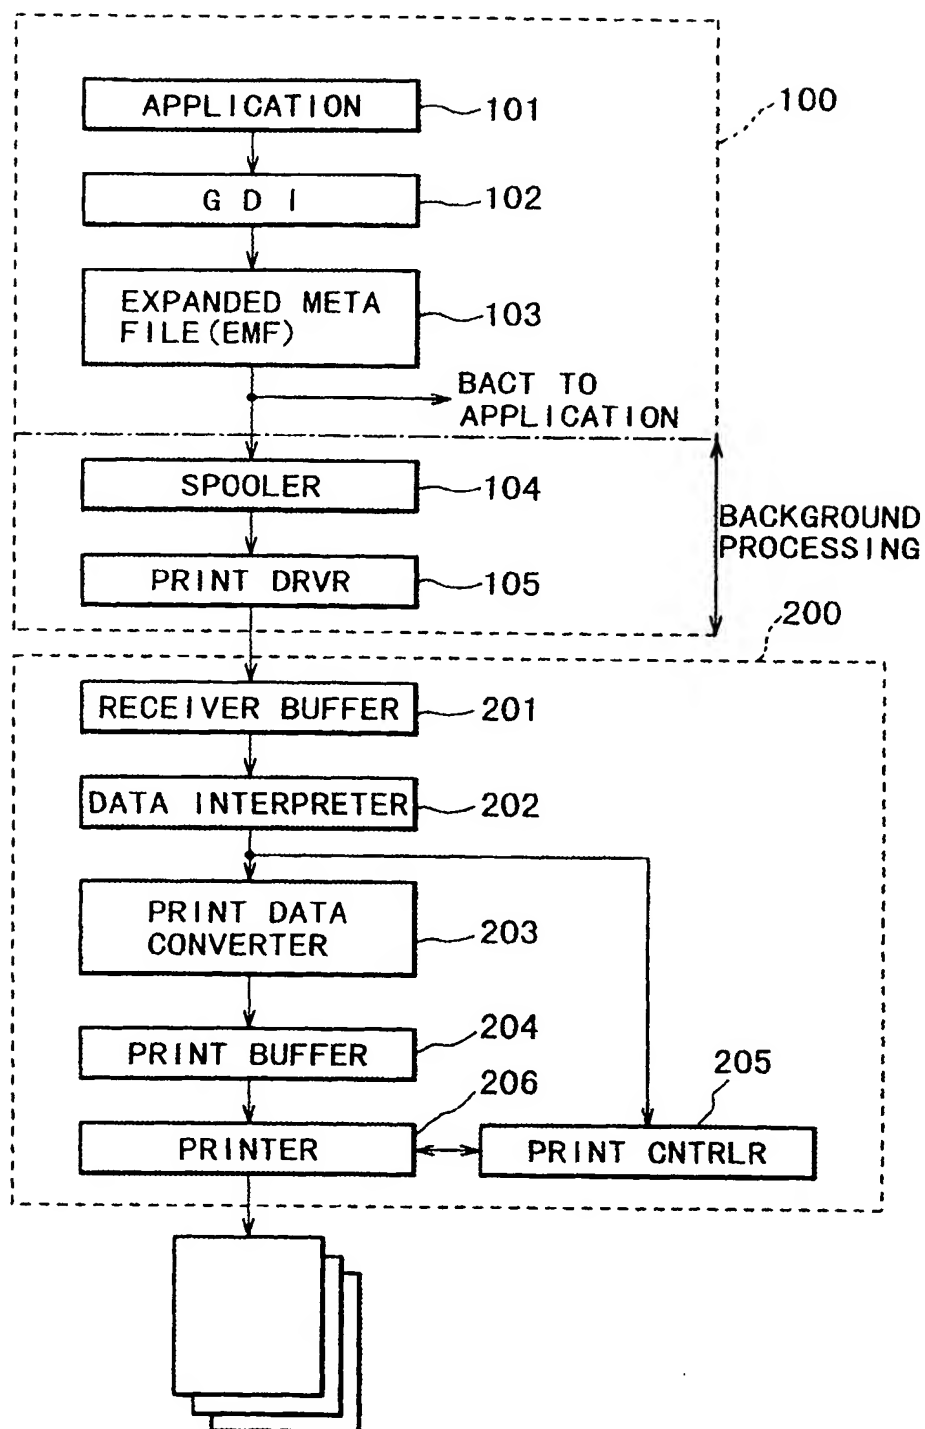 APPLICATION
101
100
G D I
102
EXPANDED META
FILE(EMF)
103
BACT TO
APPLICATION
SPOOLER
104
BACKGROUND
PROCESSING
PRINT DRVR
105
200
RECEIVER BUFFER
201
DATA INTERPRETER
202
PRINT DATA
CONVERTER
203
PRINT BUFFER
204
205
206
PRINTER
PRINT CNTRLR